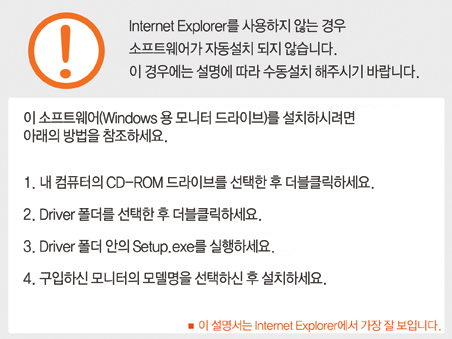 Internet Explorer를 사용하지 않는 경우
소프트웨어가 자동설치 되지 않습니다.
이 경우에는 설명에 따라 수동설치 해주시기 바랍니다.
이 소프트웨어(Windows 용 모니터 드라이브)를 설치하시려면
아래의 방법을 참조하세요.
1. 내 컴퓨터의 CD-ROM 드라이브를 선택한 후 더블클릭하세요.
2. Driver 폴더를 선택한 후 더블클릭하세요.
3. Driver 폴더 안의 Setup.exe를 실행하세요.
4. 구입하신 모니터의 모델명을 선택하신 후 설치하세요.
■ 이 설명서는 Internet Explorer에서 가장 잘 보입니다.